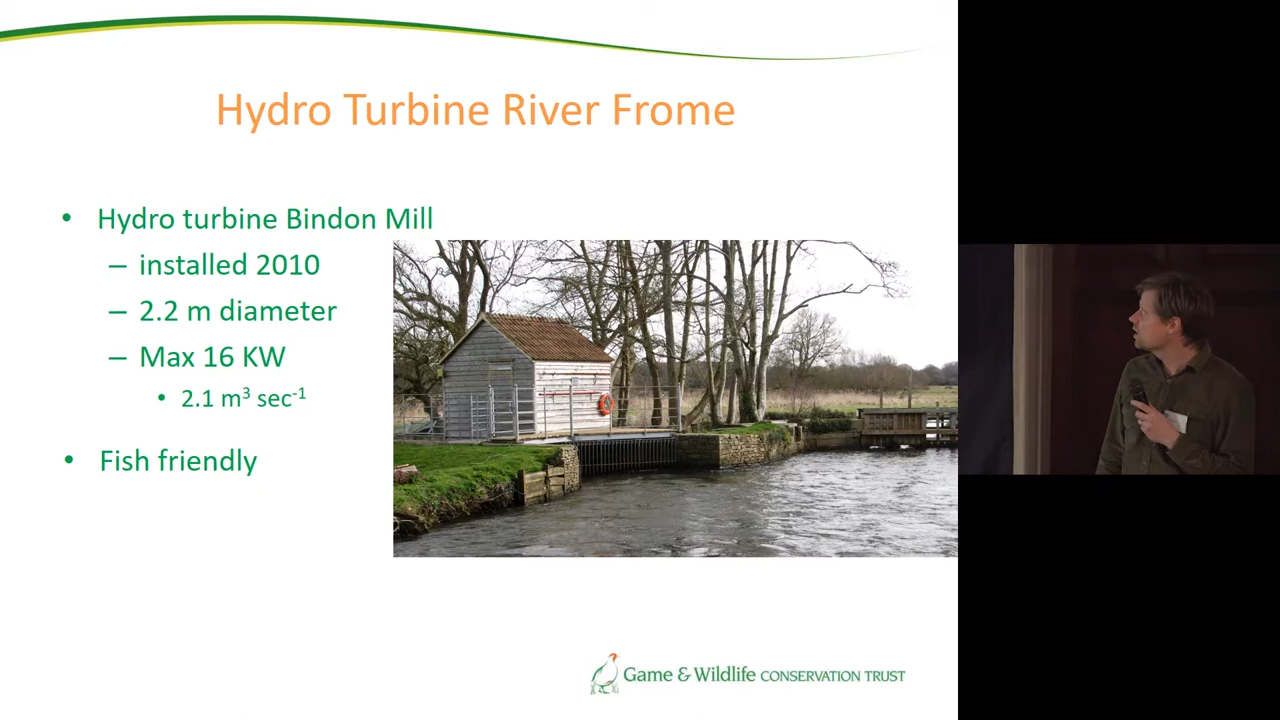 Hydro Turbine River Frome
• Hydro turbine Bindon Mill
– installed 2010
– 2.2 m diameter
– Max 16 KW
• 2.1 m³ sec⁻¹
• Fish friendly
Game & Wildlife CONSERVATION TRUST